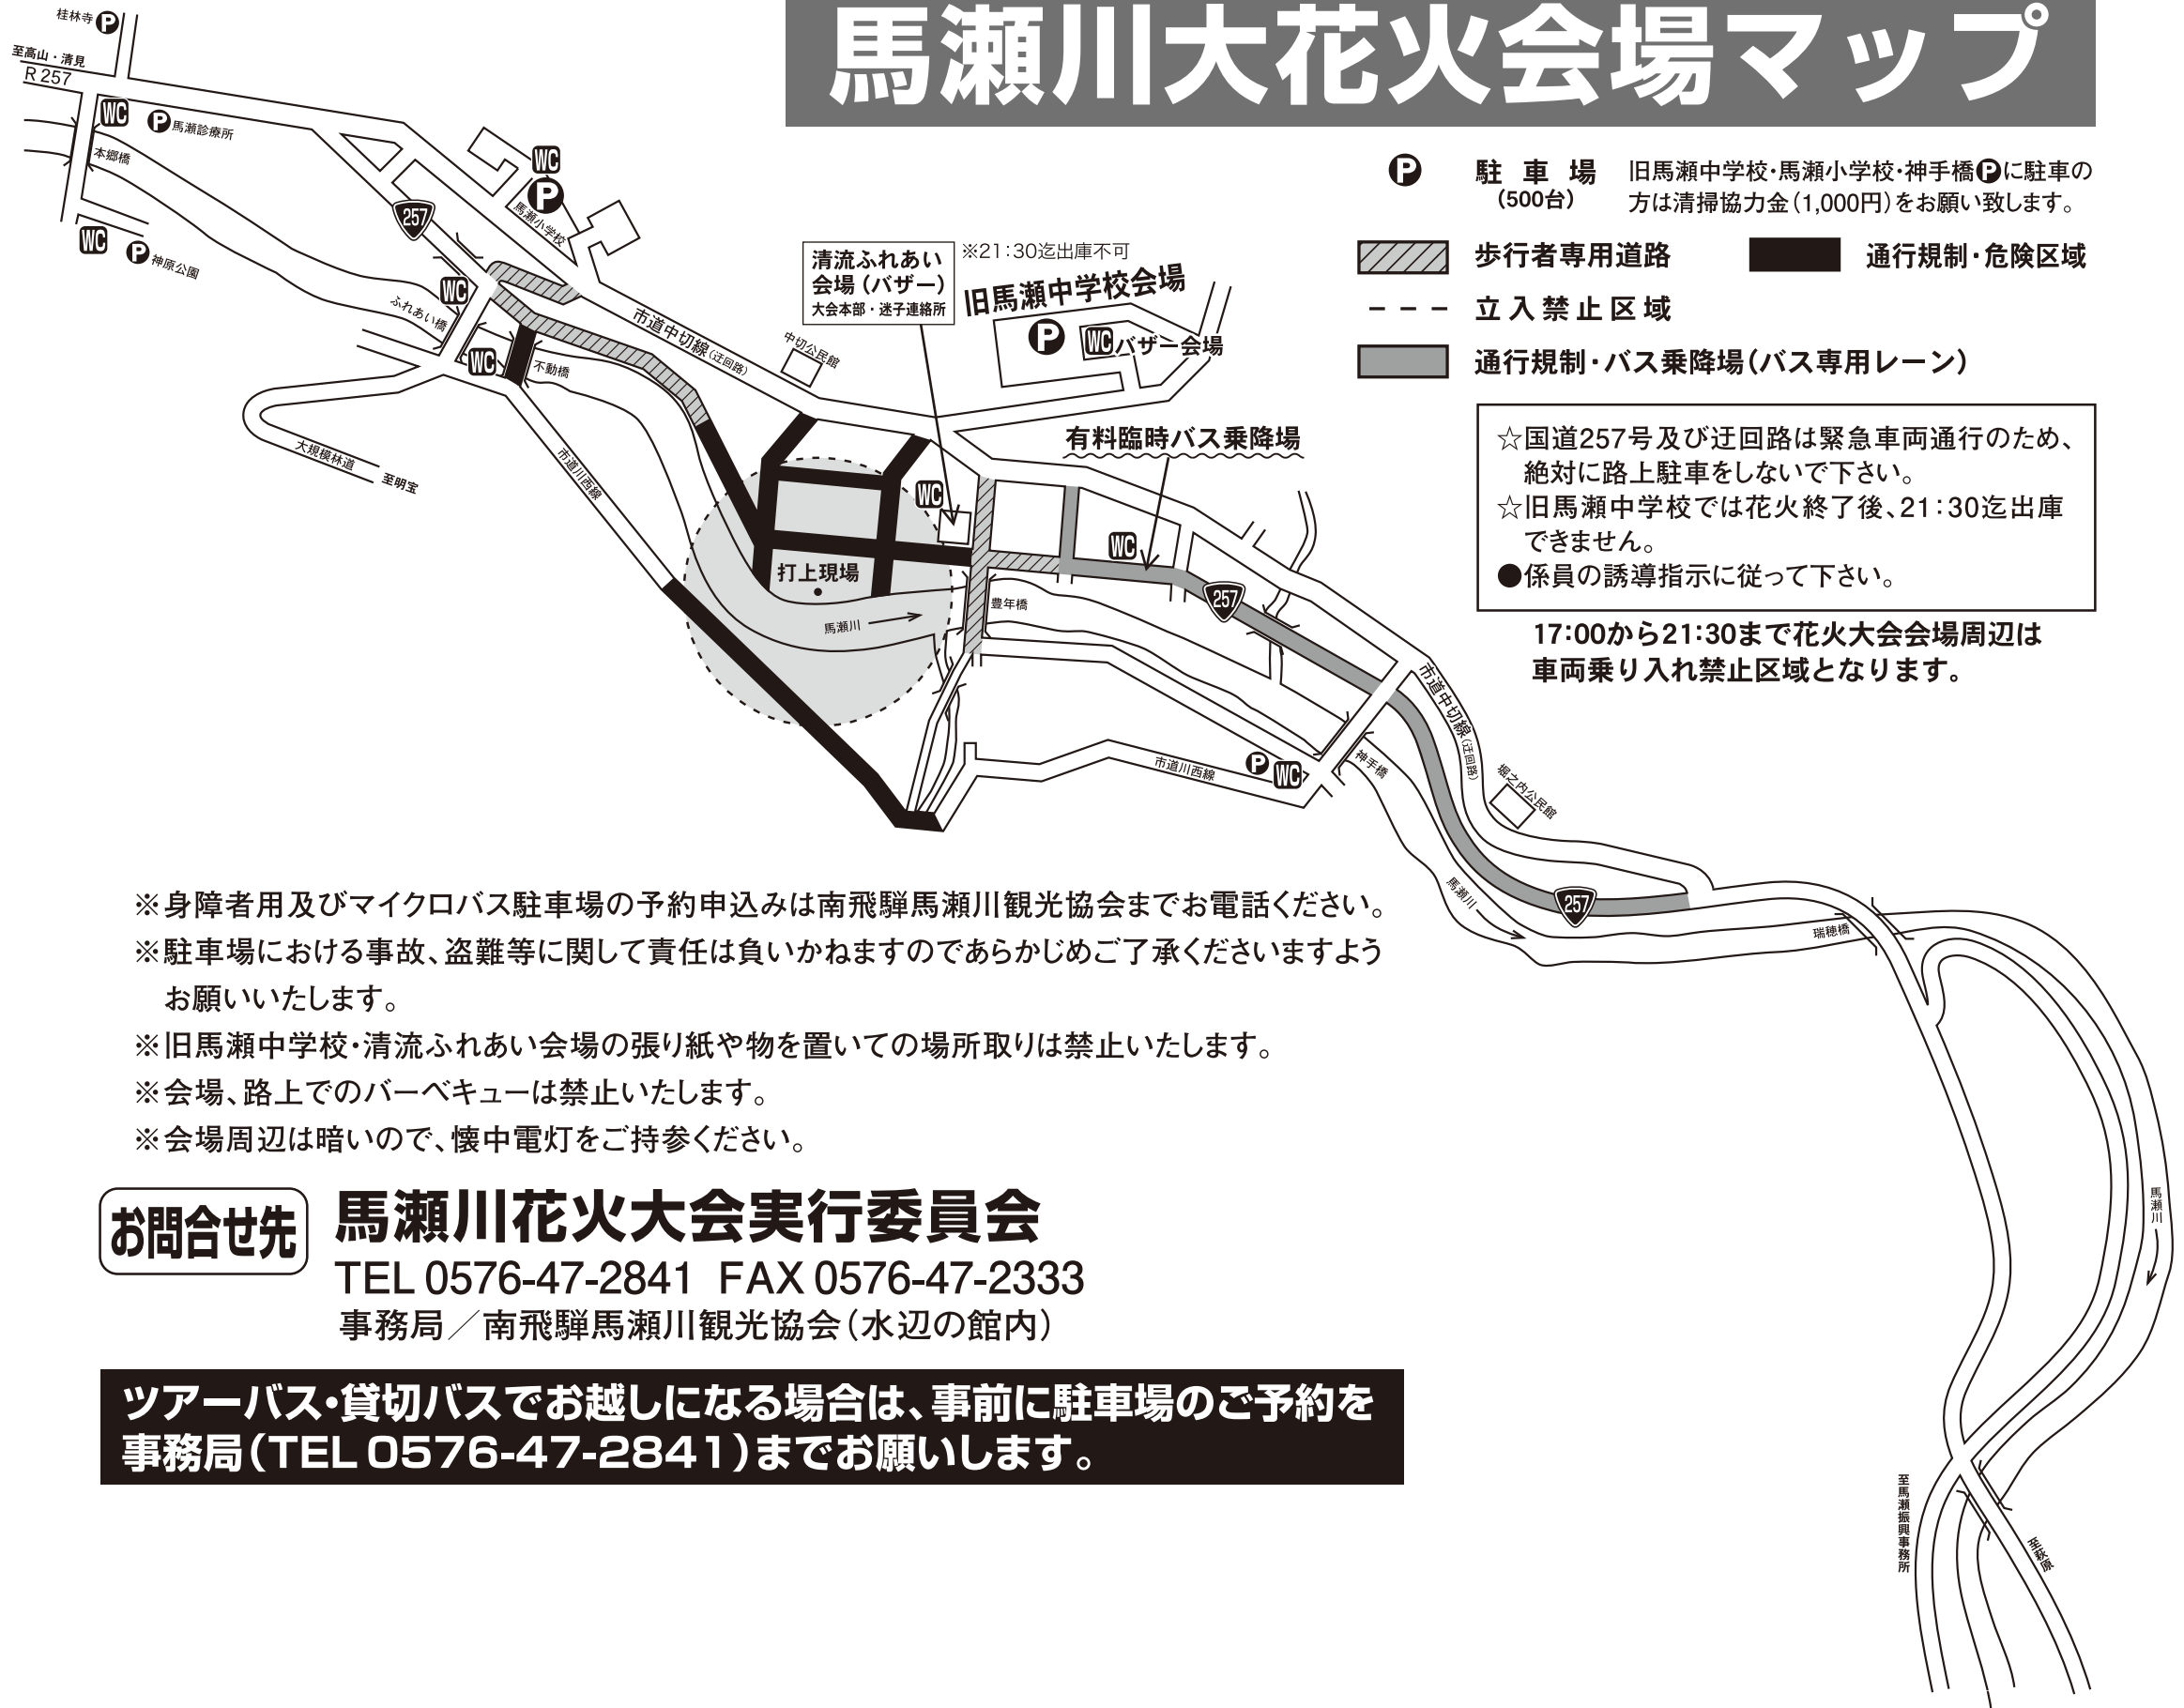 馬瀬川大花火会場マップ
桂林寺
P
至高山・清見
R 257
WC
P
馬瀬診療所
本郷橋
WC
P
神原公園
257
WC
P
馬瀬小学校
WC
ふれあい橋
WC
不動橋
大規模林道
至明宝
市道川西線
市道中切線(迂回路)
中切公民館
清流ふれあい
会場(バザー)
大会本部・迷子連絡所
※21:30迄出庫不可
旧馬瀬中学校会場
P
WC
バザー会場
有料臨時バス乗降場
WC
WC
打上現場
馬瀬川
豊年橋
257
市道川西線
P
WC
神手橋
市道中切線(迂回路)
堀之内公民館
馬瀬川
257
瑞穂橋
馬瀬川
至馬瀬振興事務所
至萩原
P 駐車場
(500台)
旧馬瀬中学校・馬瀬小学校・神手橋Pに駐車の
方は清掃協力金(1,000円)をお願い致します。
歩行者専用道路
通行規制・危険区域
立入禁止区域
通行規制・バス乗降場(バス専用レーン)
☆国道257号及び迂回路は緊急車両通行のため、
絶対に路上駐車をしないで下さい。
☆旧馬瀬中学校では花火終了後、21:30迄出庫
できません。
●係員の誘導指示に従って下さい。
17:00から21:30まで花火大会会場周辺は
車両乗り入れ禁止区域となります。
※身障者用及びマイクロバス駐車場の予約申込みは南飛騨馬瀬川観光協会までお電話ください。
※駐車場における事故、盗難等に関して責任は負いかねますのであらかじめご了承くださいますよう
お願いいたします。
※旧馬瀬中学校・清流ふれあい会場の張り紙や物を置いての場所取りは禁止いたします。
※会場、路上でのバーベキューは禁止いたします。
※会場周辺は暗いので、懐中電灯をご持参ください。
お問合せ先
馬瀬川花火大会実行委員会
TEL 0576-47-2841 FAX 0576-47-2333
事務局／南飛騨馬瀬川観光協会(水辺の館内)
ツアーバス・貸切バスでお越しになる場合は、事前に駐車場のご予約を
事務局(TEL 0576-47-2841)までお願いします。